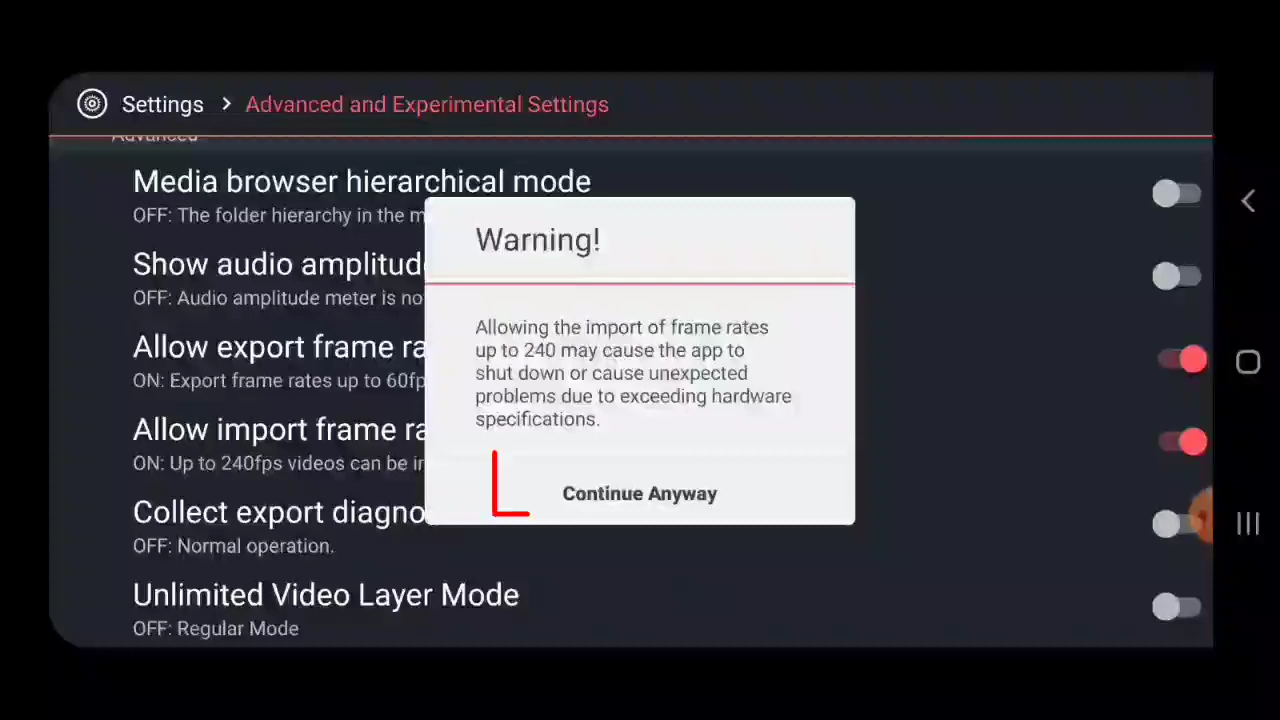 Settings > Advanced and Experimental Settings
Advanced
Media browser hierarchical mode
OFF: The folder hierarchy in the m
Show audio amplitud
OFF: Audio amplitude meter is no
Allow export frame ra
ON: Export frame rates up to 60fp
Allow import frame ra
ON: Up to 240fps videos can be in
Collect export diagno
OFF: Normal operation.
Unlimited Video Layer Mode
OFF: Regular Mode
Warning!
Allowing the import of frame rates
up to 240 may cause the app to
shut down or cause unexpected
problems due to exceeding hardware
specifications.
Continue Anyway